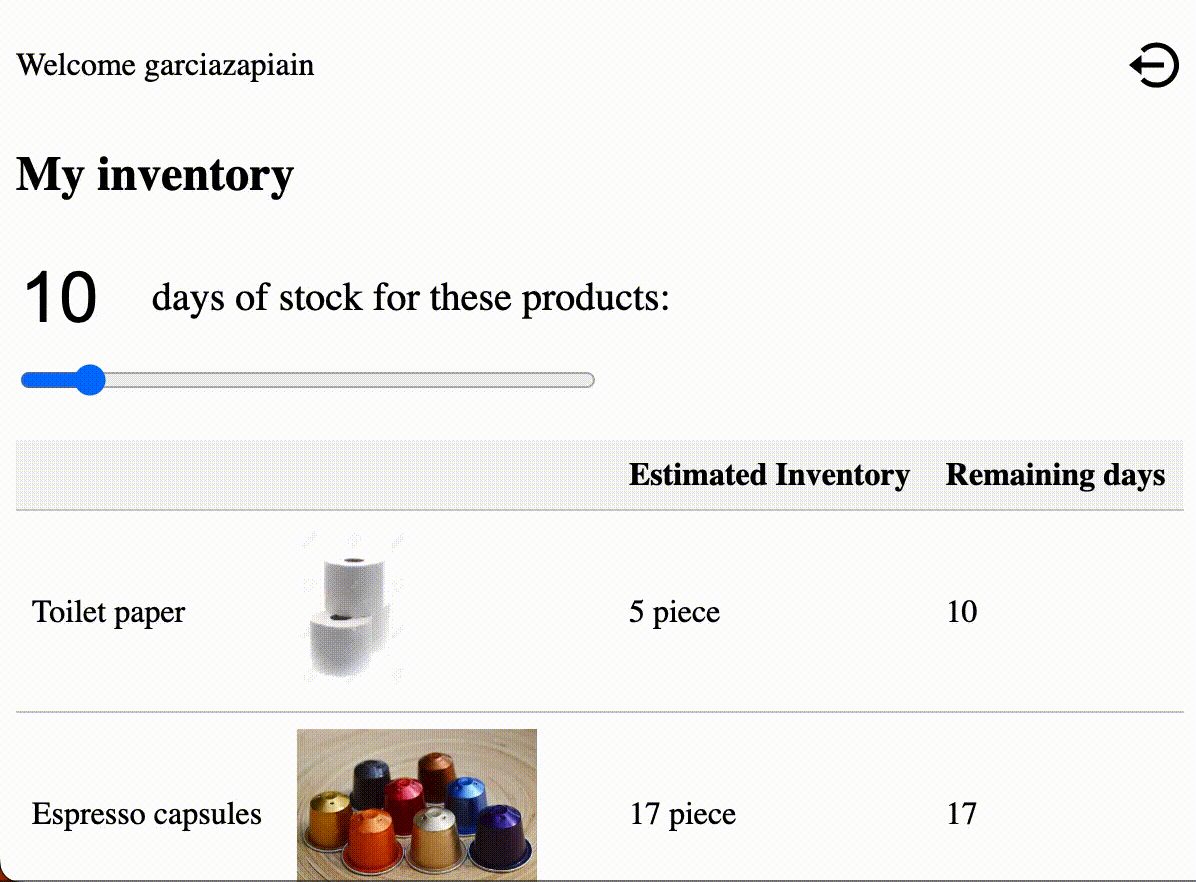 Welcome garciazapiain
My inventory
10 days of stock for these products:
Estimated Inventory Remaining days
Toilet paper 5 piece 10
Espresso capsules 17 piece 17